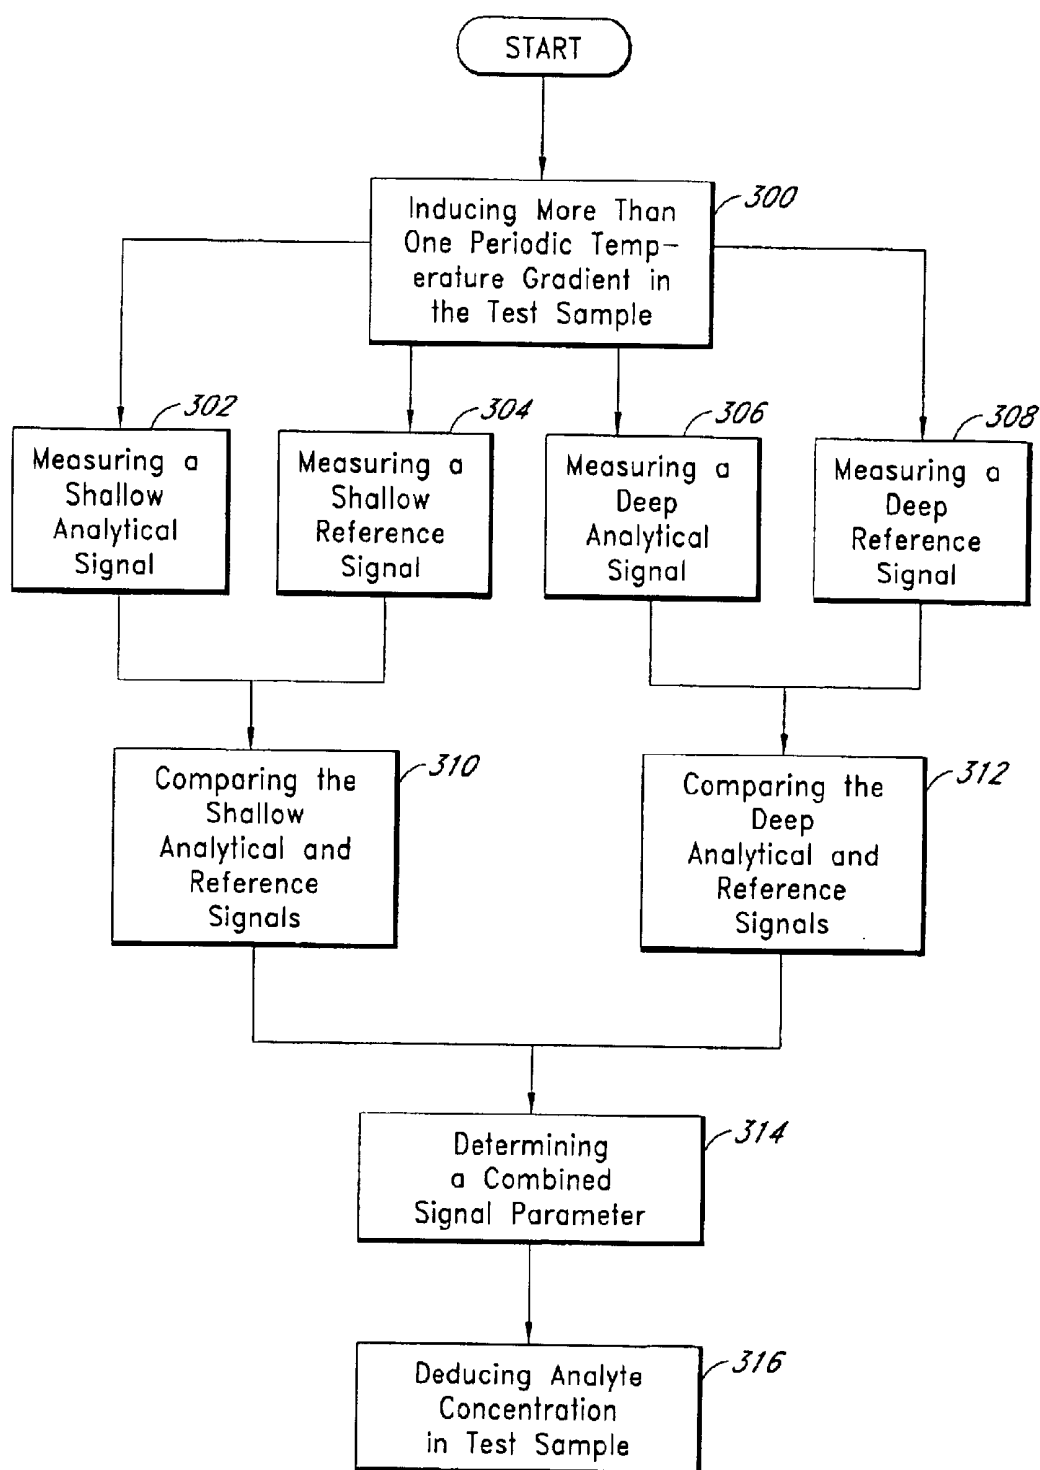 START
300
Inducing More Than
One Periodic Temp-
erature Gradient in
the Test Sample
302
Measuring a
Shallow
Analytical
Signal
304
Measuring a
Shallow
Reference
Signal
306
Measuring a
Deep
Analytical
Signal
308
Measuring a
Deep
Reference
Signal
310
Comparing the
Shallow
Analytical and
Reference
Signals
312
Comparing the
Deep
Analytical and
Reference
Signals
314
Determining
a Combined
Signal Parameter
316
Deducing Analyte
Concentration
in Test Sample